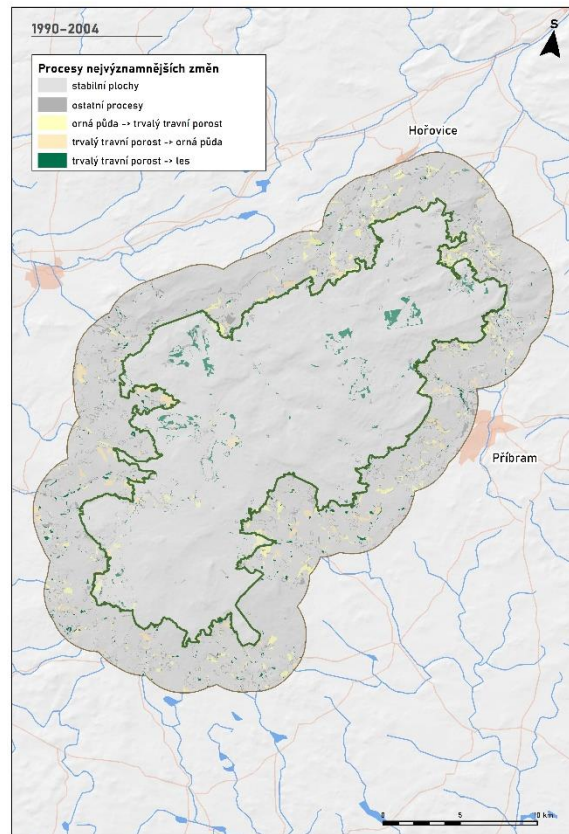 1990–2004
S
Procesy nejvýznamnějších změn
stabilní plochy
ostatní procesy
orná půda -> trvalý travní porost
trvalý travní porost -> orná půda
trvalý travní porost -> les
Hořovice
Příbram
0 5 10 km